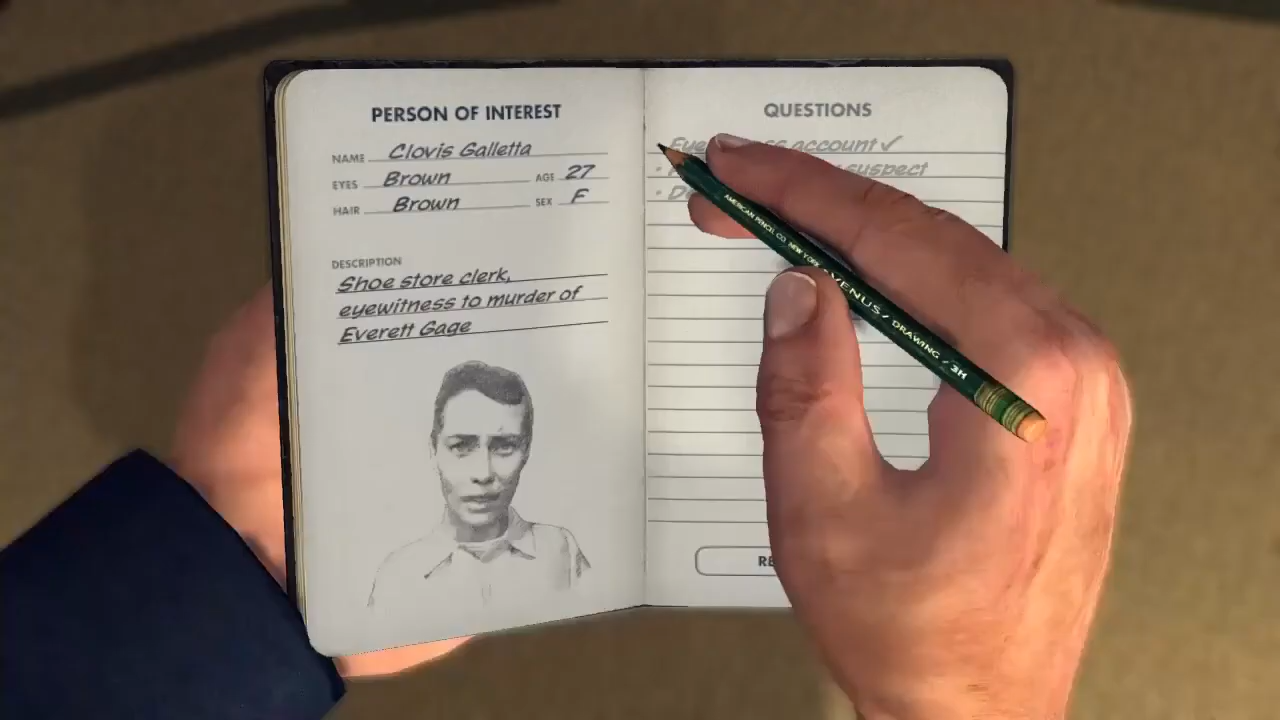 PERSON OF INTEREST
NAME Clovis Galletta
EYES Brown AGE 27
HAIR Brown SEX F
DESCRIPTION
Shoe store clerk,
eyewitness to murder of
Everett Gage
QUESTIONS
account ✓
suspect
AMERICAN PENCIL CO. NEW YORK VENUS / DRAWING / 3H